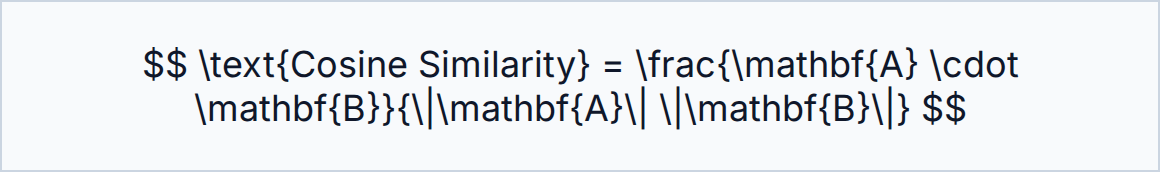 $$ \text{Cosine Similarity} = \frac{\mathbf{A} \cdot
\mathbf{B}}{\|\mathbf{A}\| \|\mathbf{B}\|} $$